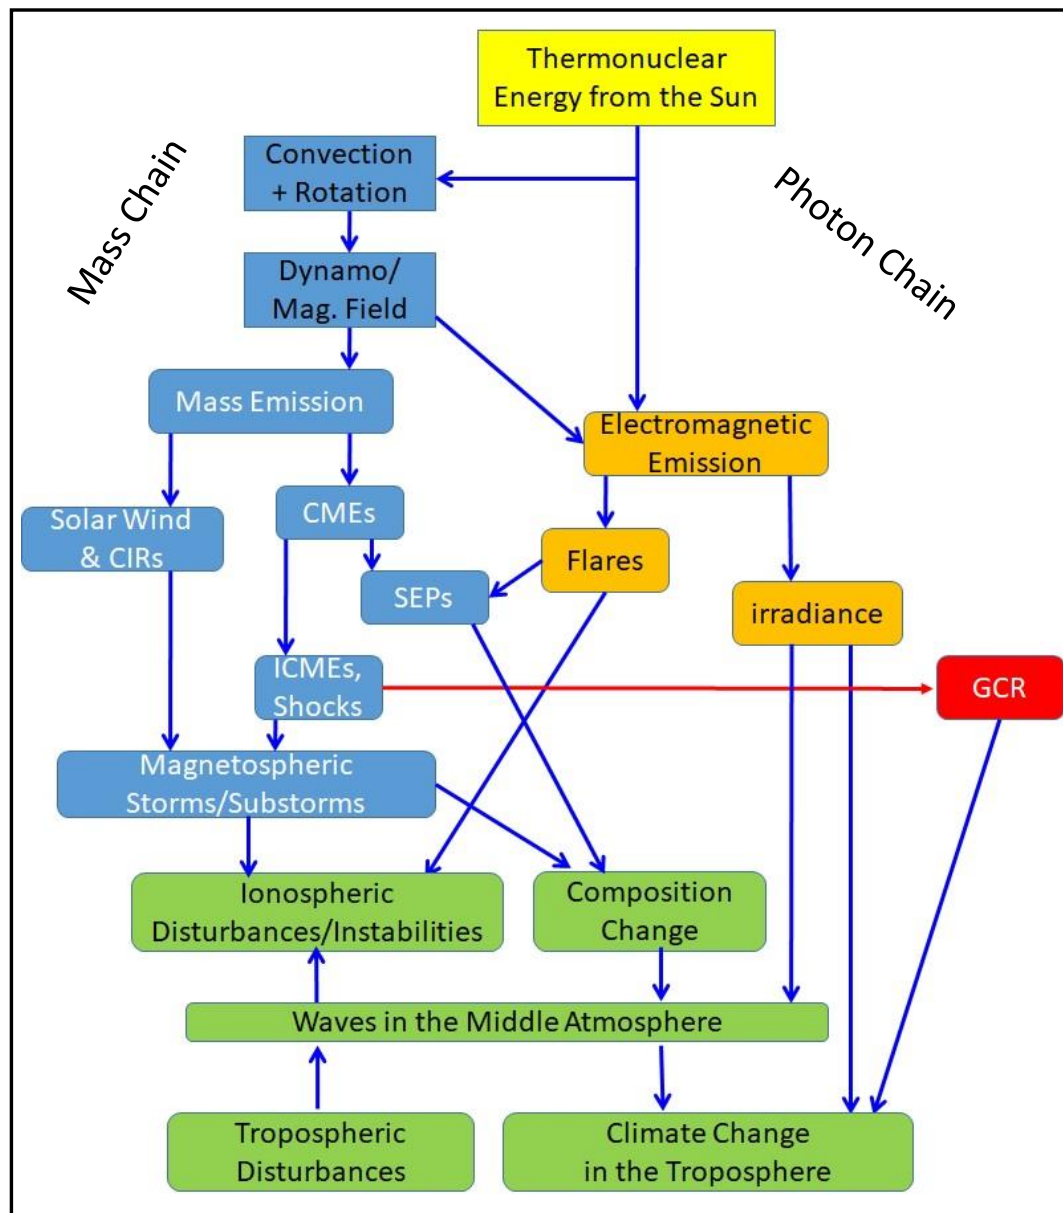 Thermonuclear
Energy from the Sun
Mass Chain
Convection
+ Rotation
Photon Chain
Dynamo/
Mag. Field
Mass Emission
Electromagnetic
Emission
Solar Wind
& CIRs
CMEs
Flares
SEPs
irradiance
ICMEs,
Shocks
GCR
Magnetospheric
Storms/Substorms
Ionospheric
Disturbances/Instabilities
Composition
Change
Waves in the Middle Atmosphere
Tropospheric
Disturbances
Climate Change
in the Troposphere